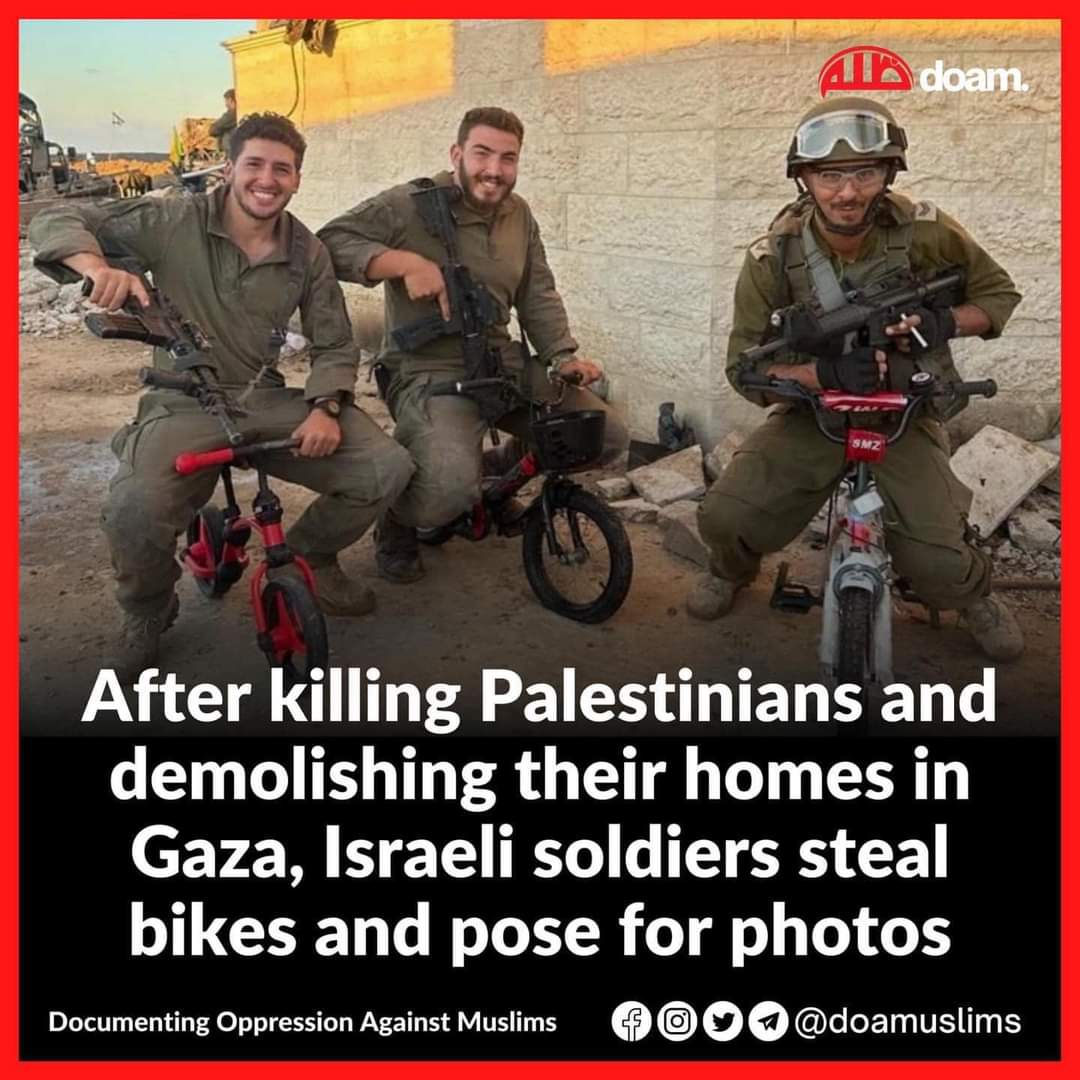 doam.
SMZ
After killing Palestinians and
demolishing their homes in
Gaza, Israeli soldiers steal
bikes and pose for photos
Documenting Oppression Against Muslims
@doamuslims